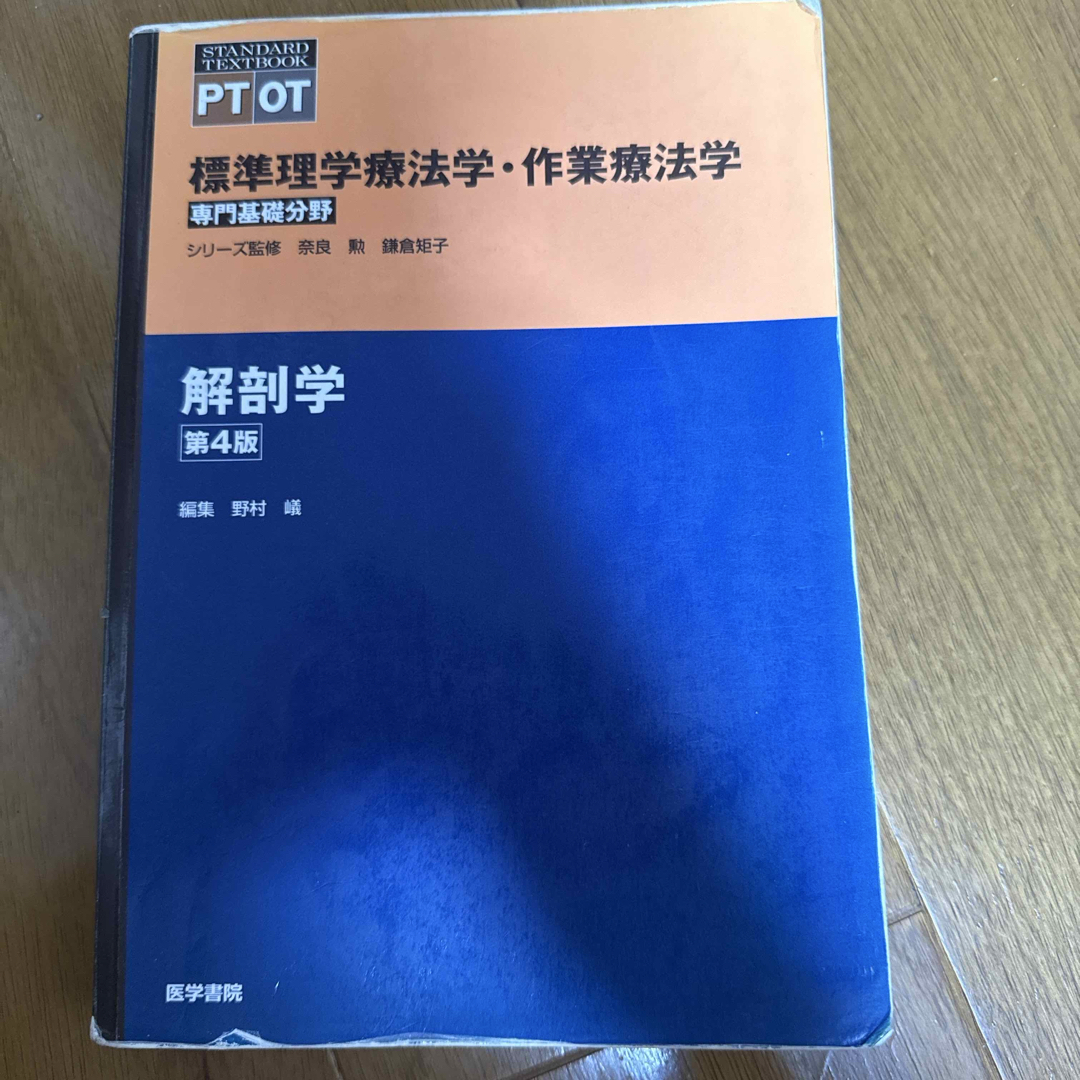 STANDARD
TEXTBOOK
PT OT
標準理学療法学・作業療法学
専門基礎分野
シリーズ監修 奈良 勲 鎌倉矩子
解剖学
第4版
編集 野村 嶬
医学書院